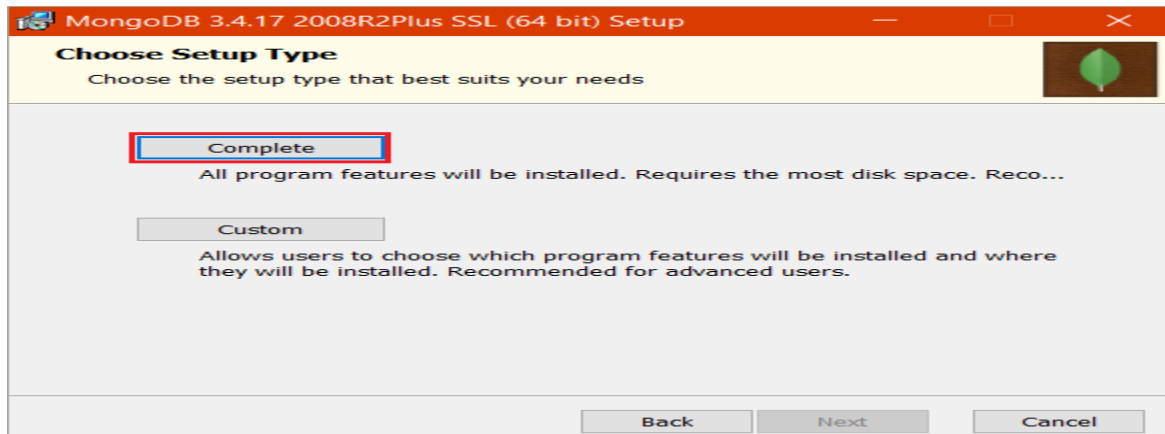 MongoDB 3.4.17 2008R2Plus SSL (64 bit) Setup
Choose Setup Type
Choose the setup type that best suits your needs
Complete
All program features will be installed. Requires the most disk space. Reco...
Custom
Allows users to choose which program features will be installed and where
they will be installed. Recommended for advanced users.
Back Next Cancel